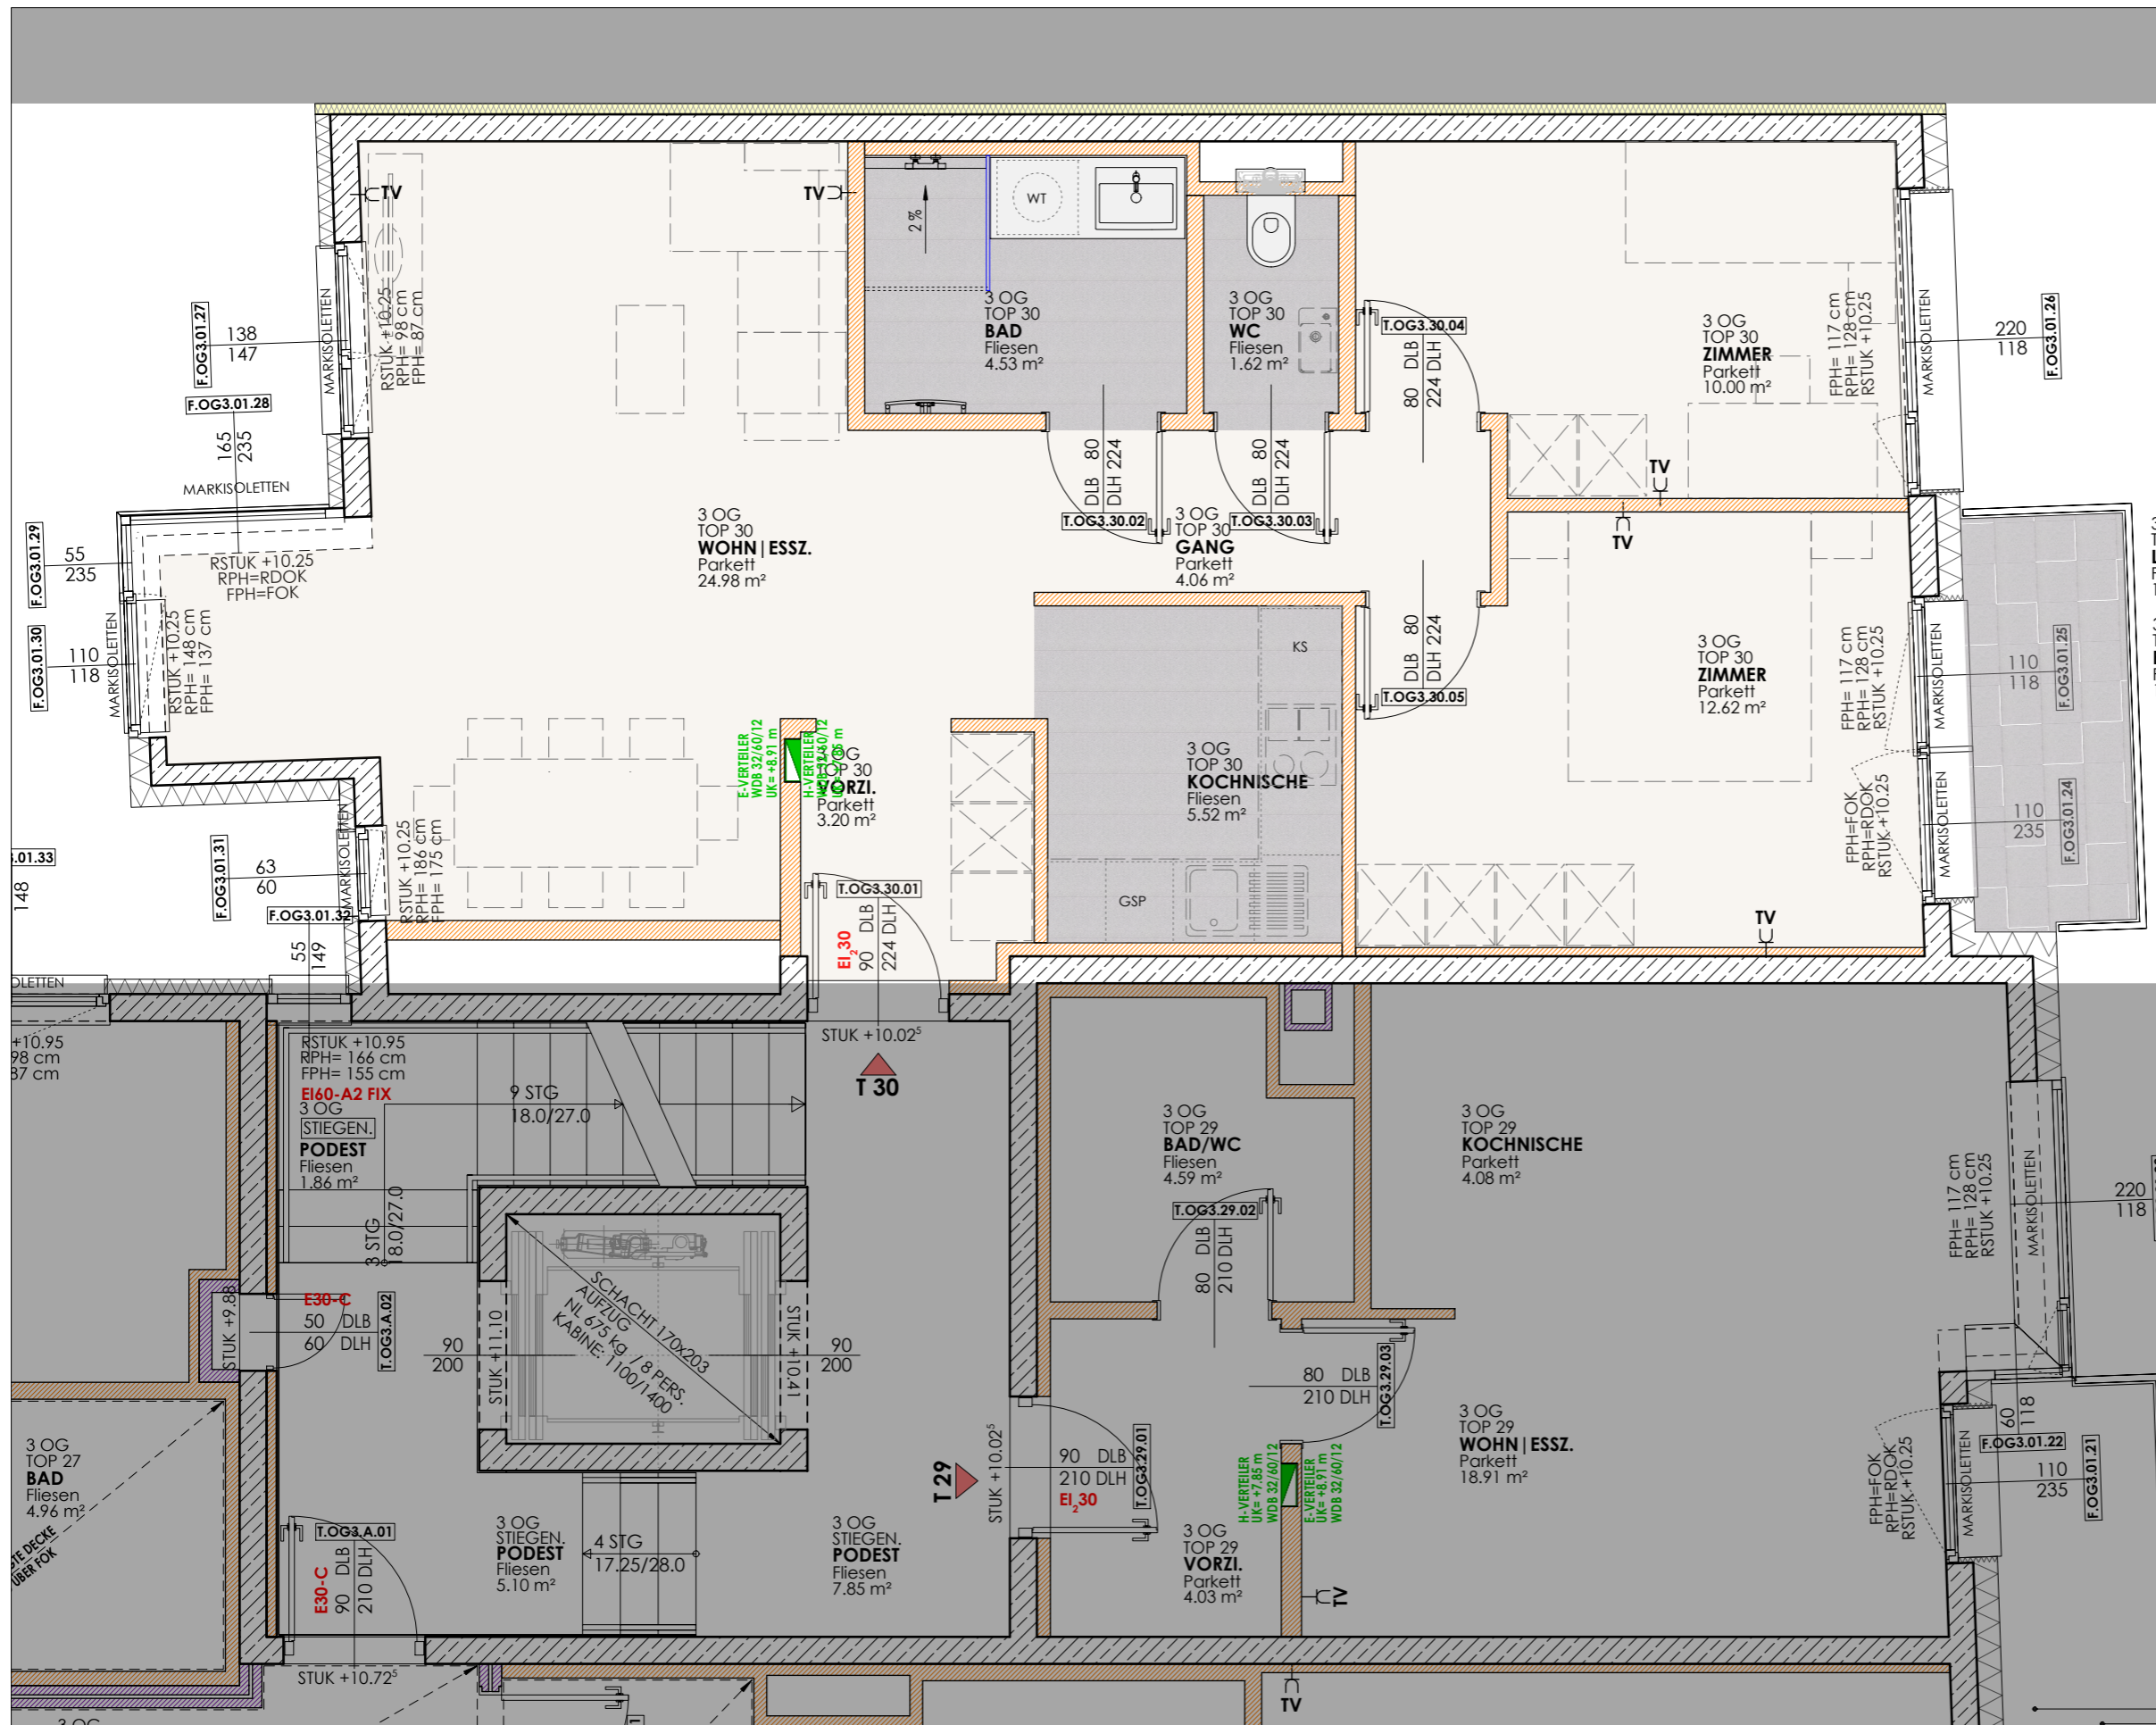 TV
TV
WT
2 %
3 OG
TOP 30
BAD
Fliesen
4.53 m²
3 OG
TOP 30
WC
Fliesen
1.62 m²
T.OG3.30.04
80 DLB
224 DLH
3 OG
TOP 30
ZIMMER
Parkett
10.00 m²
FPH= 117 cm
RPH= 128 cm
RSTUK +10.25
MARKISOLETTEN
220
118
F.OG3.01.26
F.OG3.01.27
138
147
MARKISOLETTEN
RSTUK +10.25
RPH= 98 cm
FPH= 87 cm
F.OG3.01.28
165
235
MARKISOLETTEN
F.OG3.01.29
55
235
RSTUK +10.25
RPH=RDOK
FPH=FOK
F.OG3.01.30
110
118
MARKISOLETTEN
RSTUK +10.25
RPH= 148 cm
FPH= 137 cm
3 OG
TOP 30
WOHN|ESSZ.
Parkett
24.98 m²
DLB 80
DLH 224
T.OG3.30.02
DLB 80
DLH 224
T.OG3.30.03
3 OG
TOP 30
GANG
Parkett
4.06 m²
TV
TV
KS
DLB 80
DLH 224
T.OG3.30.05
3 OG
TOP 30
ZIMMER
Parkett
12.62 m²
FPH= 117 cm
RPH= 128 cm
RSTUK +10.25
MARKISOLETTEN
110
118
F.OG3.01.25
FPH=FOK
RPH=RDOK
RSTUK +10.25
MARKISOLETTEN
110
235
F.OG3.01.24
E-VERTEILER
WDB 32/60/12
UK= +8.91 m
H-VERTEILER
WDB 32/60/12
UK= +7.85 m
3 OG
TOP 30
VORZI.
Parkett
3.20 m²
3 OG
TOP 30
KOCHNISCHE
Fliesen
5.52 m²
GSP
TV
.01.33
148
F.OG3.01.31
63
60
MARKISOLETTEN
RSTUK +10.25
RPH= 186 cm
FPH= 175 cm
F.OG3.01.32
55
149
T.OG3.30.01
EI₂30
90 DLB
224 DLH
OLETTEN
STUK +10.02⁵
T 30
+10.95
98 cm
87 cm
RSTUK +10.95
RPH= 166 cm
FPH= 155 cm
EI60-A2 FIX
3 OG
STIEGEN.
PODEST
Fliesen
1.86 m²
9 STG
18.0/27.0
3 STG
18.0/27.0
3 OG
TOP 29
BAD/WC
Fliesen
4.59 m²
3 OG
TOP 29
KOCHNISCHE
Parkett
4.08 m²
T.OG3.29.02
80 DLB
210 DLH
FPH= 117 cm
RPH= 128 cm
RSTUK +10.25
MARKISOLETTEN
220
118
STUK +9.88
E30-C
50 DLB
60 DLH
T.OG3.A.02
90
200
STUK +11.10
SCHACHT 170x203
AUFZUG
NL 675 kg / 8 PERS.
KABINE: 1100/1400
STUK +10.41
90
200
80 DLB
210 DLH
T.OG3.29.03
3 OG
TOP 27
BAD
Fliesen
4.96 m²
TE DECKE
ÜBER FOK
T.OG3.A.01
E30-C
90 DLB
210 DLH
3 OG
STIEGEN.
PODEST
Fliesen
5.10 m²
4 STG
17.25/28.0
3 OG
STIEGEN.
PODEST
Fliesen
7.85 m²
T 29
STUK +10.02⁵
90 DLB
210 DLH
EI₂30
T.OG3.29.01
H-VERTEILER
UK= +7.85 m
WDB 32/60/12
E-VERTEILER
UK= +8.91 m
WDB 32/60/12
3 OG
TOP 29
VORZI.
Parkett
4.03 m²
3 OG
TOP 29
WOHN|ESSZ.
Parkett
18.91 m²
TV
FPH=FOK
RPH=RDOK
RSTUK +10.25
MARKISOLETTEN
60
118
F.OG3.01.22
110
235
F.OG3.01.21
STUK +10.72⁵
TV
3 OG